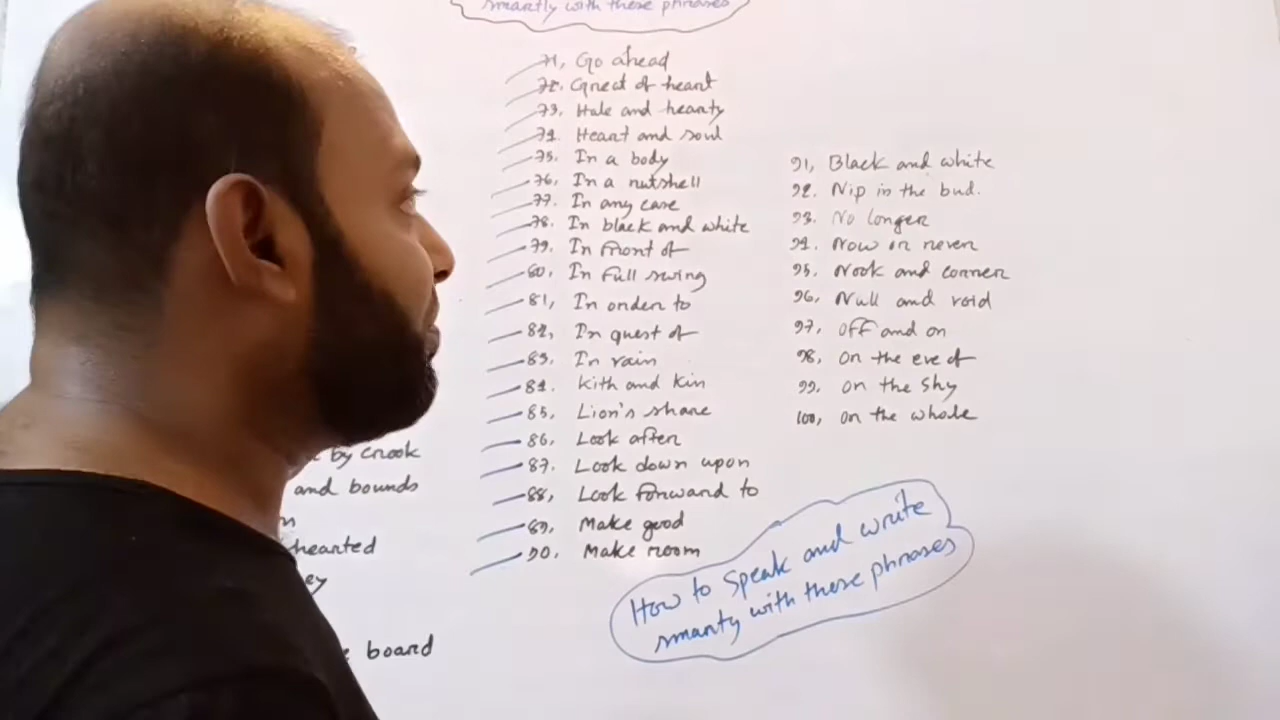 smartly with these phrases
71, Go ahead
72. Great of heart
73. Hale and hearty
74. Heart and soul
75. In a body
76. In a nutshell
77. In any case
78. In black and white
79. In front of
80. In full swing
81, In order to
82, In quest of
83. In vain
84. Kith and kin
85, Lion's share
86, Look after
87. Look down upon
88, Look forward to
89, Make good
90, Make room
91, Black and white
92. Nip in the bud.
93. No longer
94. Now or never
95. Nook and corner
96, Null and void
97, Off and on
98, On the eve of
99, On the shy
100, On the whole
by crook
and bounds
hearted
ey
board
How to speak and write
smarty with these phrases